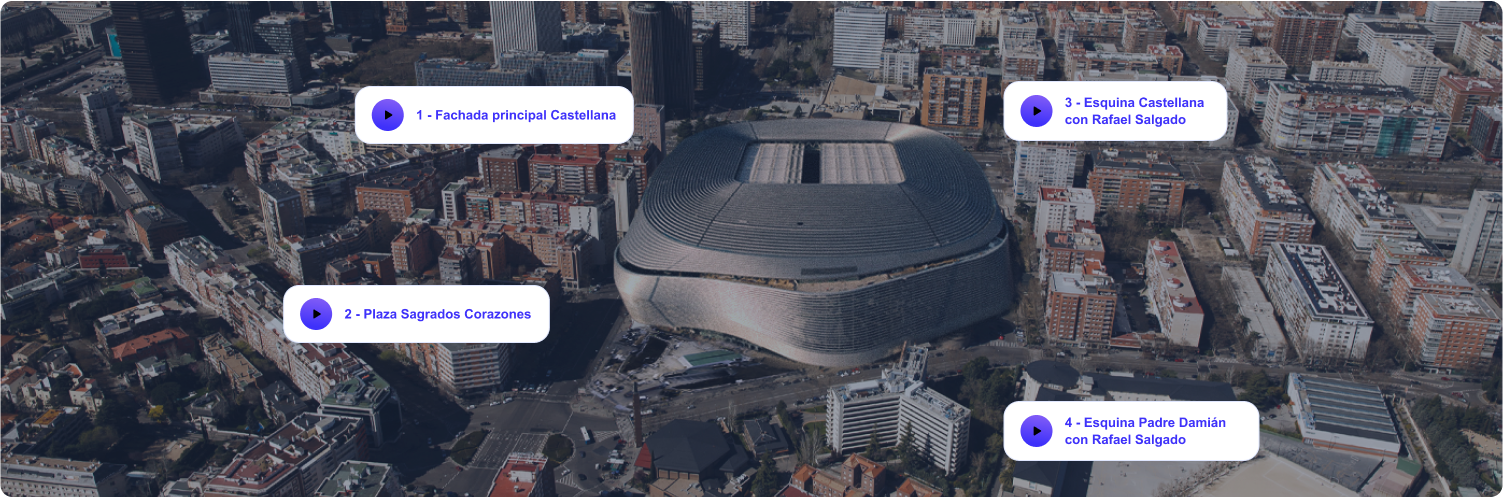 1 - Fachada principal Castellana
3 - Esquina Castellana
con Rafael Salgado
2 - Plaza Sagrados Corazones
4 - Esquina Padre Damián
con Rafael Salgado